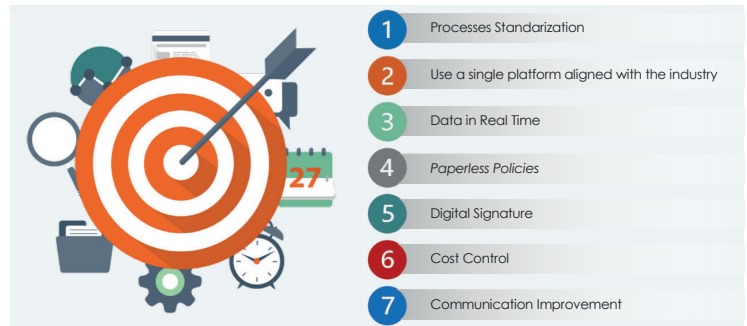 27
1 Processes Standarization
2 Use a single platform aligned with the industry
3 Data in Real Time
4 Paperless Policies
5 Digital Signature
6 Cost Control
7 Communication Improvement